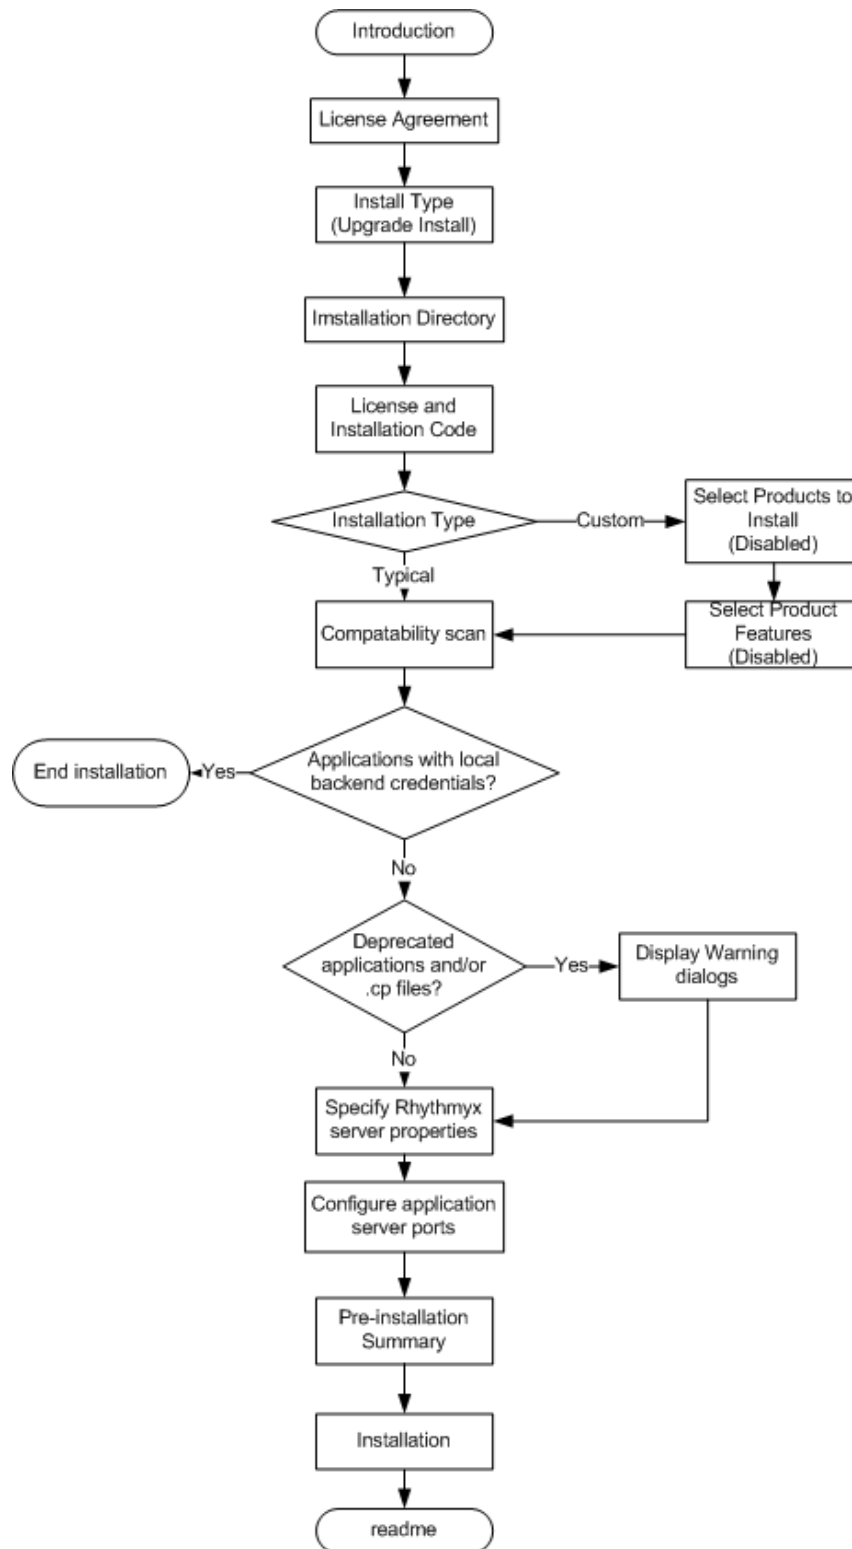 Introduction
License Agreement
Install Type
(Upgrade Install)
Imstallation Directory
License and
Installation Code
Installation Type
Custom
Select Products to
Install
(Disabled)
Typical
Select Product
Features
(Disabled)
Compatability scan
Applications with local
backend credentials?
Yes
End installation
No
Deprecated
applications and/or
.cp files?
Yes
Display Warning
dialogs
No
Specify Rhythmyx
server properties
Configure application
server ports
Pre-installation
Summary
Installation
readme